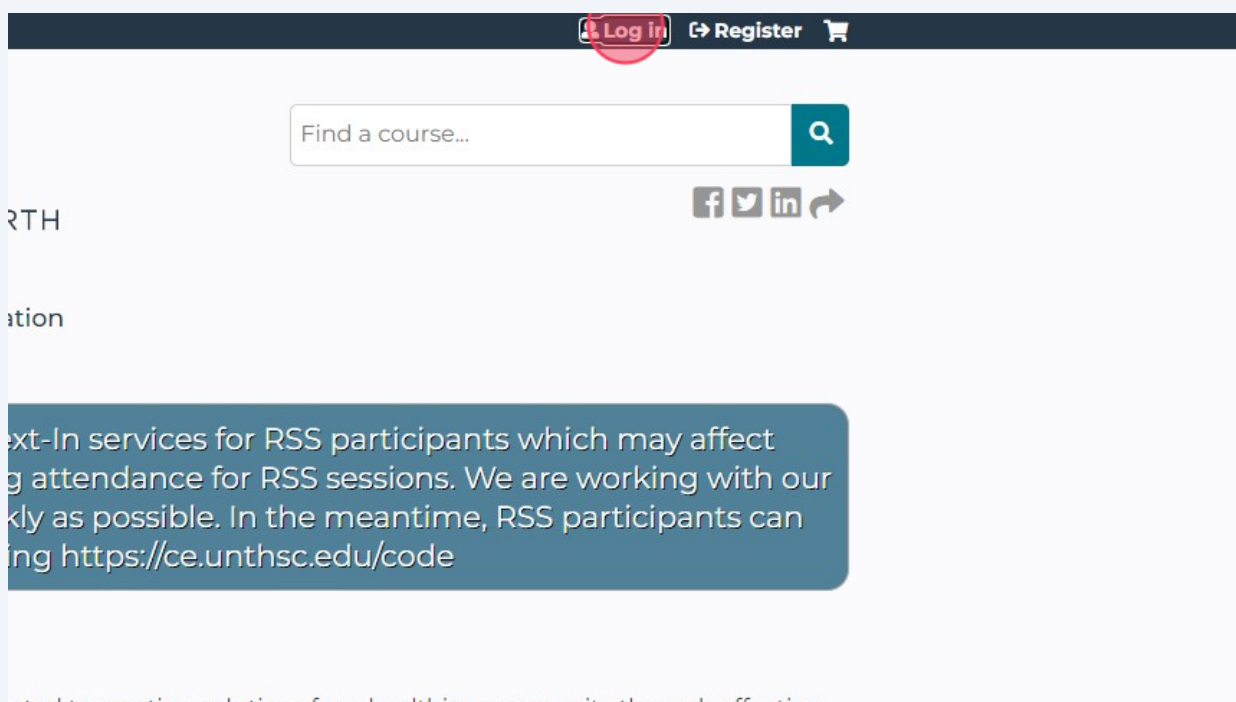 Log in Register
Find a course...
RTH
ation
ext-In services for RSS participants which may affect
g attendance for RSS sessions. We are working with our
kly as possible. In the meantime, RSS participants can
ing https://ce.unthsc.edu/code